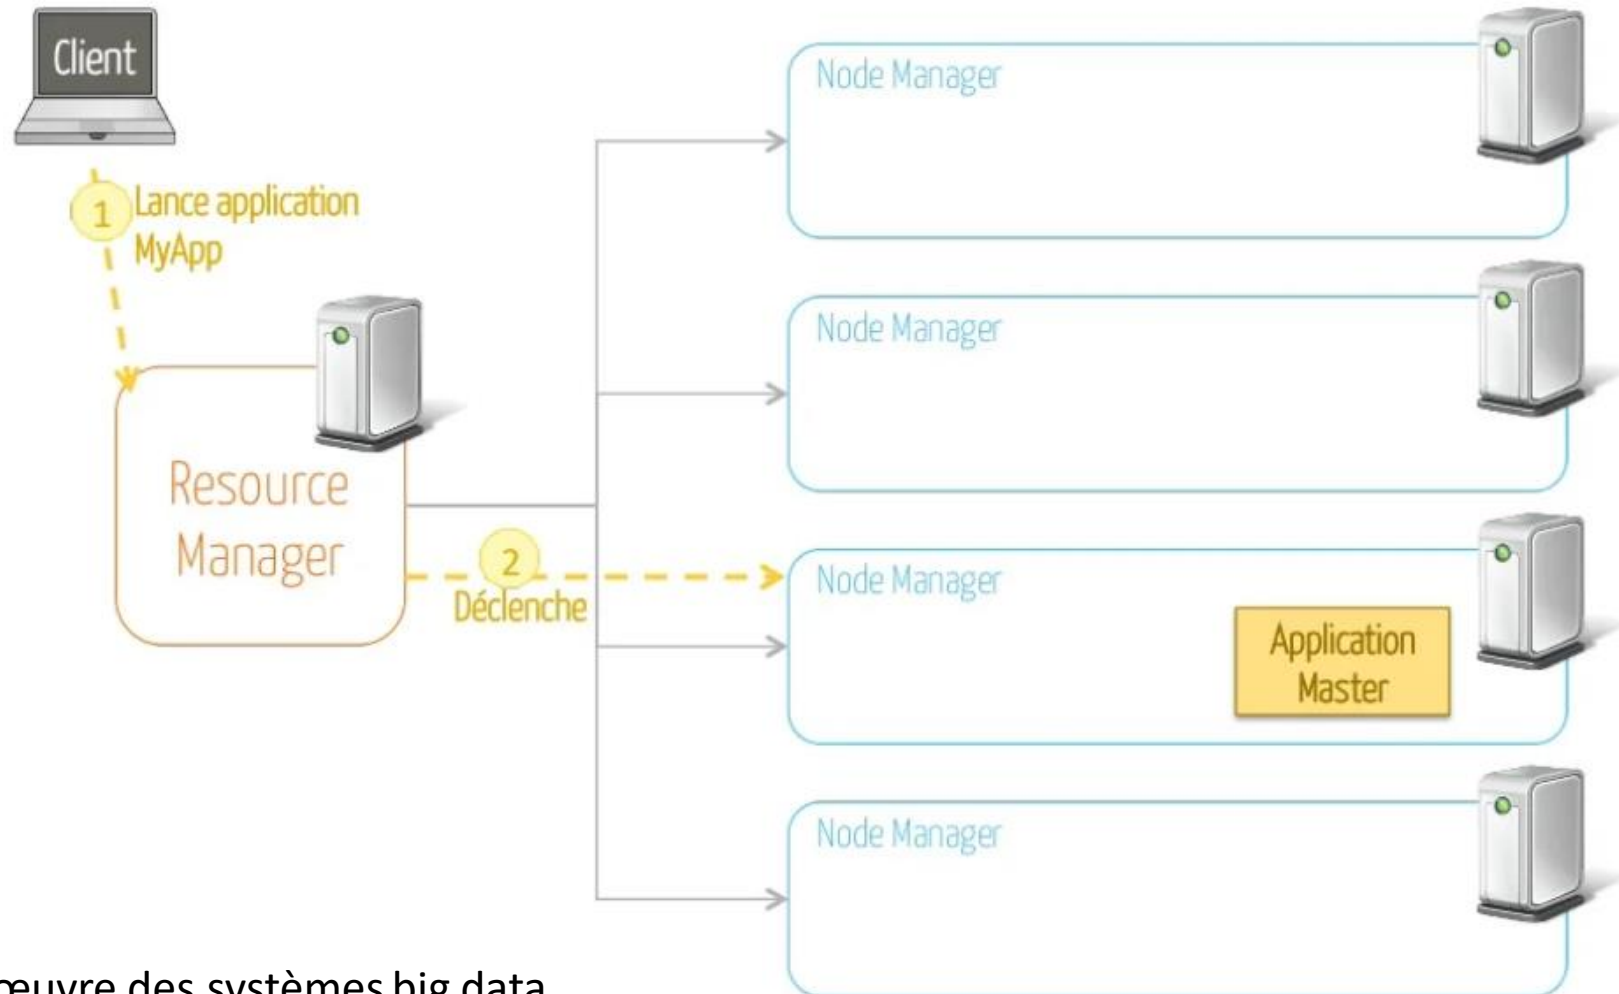 Client
1
Lance application
MyApp
Resource
Manager
2
Déclenche
Node Manager
Node Manager
Node Manager
Application
Master
Node Manager
œuvre des systèmes big data